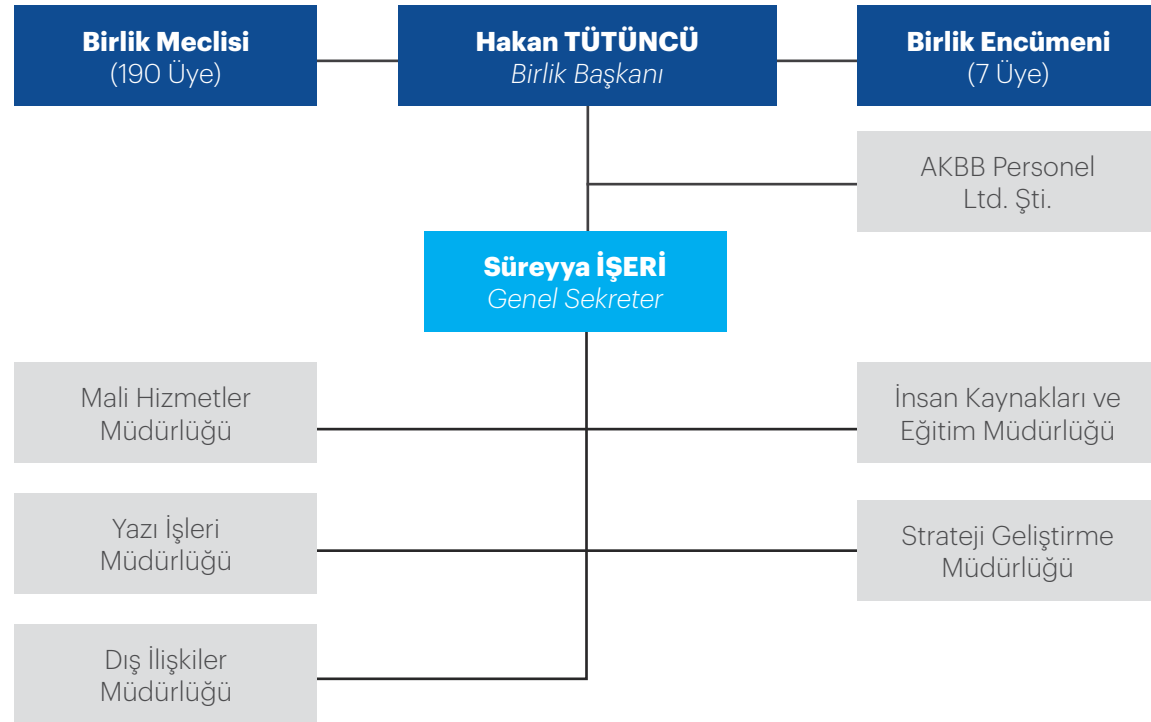 Birlik Meclisi
(190 Üye)
Hakan TÜTÜNCÜ
Birlik Başkanı
Birlik Encümeni
(7 Üye)
AKBB Personel
Ltd. Şti.
Süreyya İŞERİ
Genel Sekreter
Mali Hizmetler
Müdürlüğü
İnsan Kaynakları ve
Eğitim Müdürlüğü
Yazı İşleri
Müdürlüğü
Strateji Geliştirme
Müdürlüğü
Dış İlişkiler
Müdürlüğü